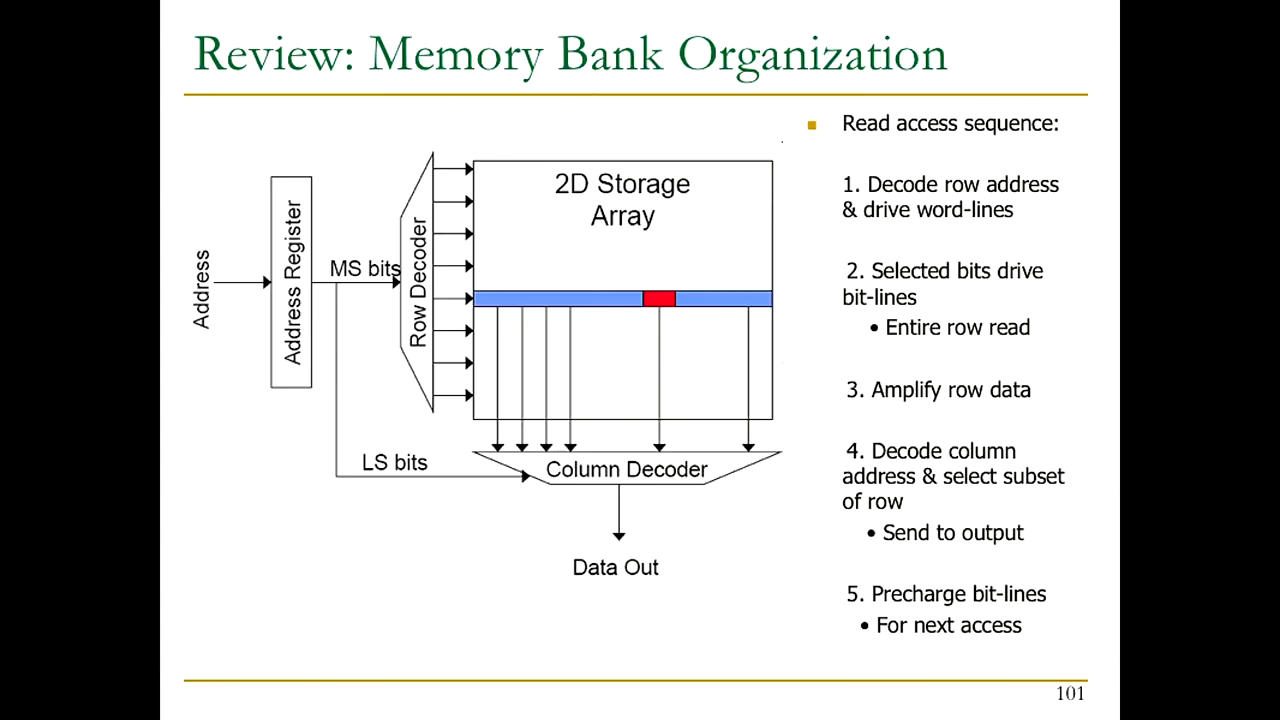 Review: Memory Bank Organization
Address
Address Register
MS bits
Row Decoder
2D Storage
Array
LS bits
Column Decoder
Data Out
Read access sequence:
1. Decode row address
& drive word-lines
2. Selected bits drive
bit-lines
• Entire row read
3. Amplify row data
4. Decode column
address & select subset
of row
• Send to output
5. Precharge bit-lines
• For next access
101